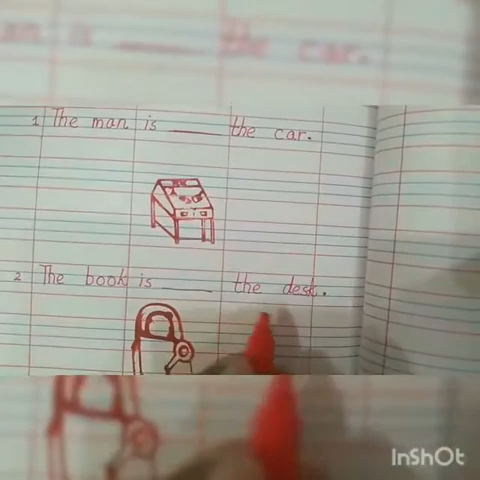 1 The man is ____ the car.
2 The book is ____ the desk.
InShOt